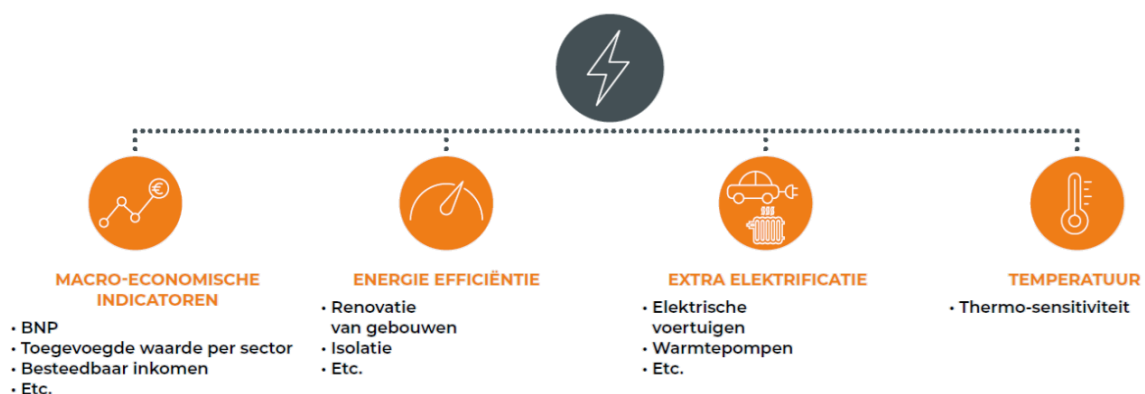 MACRO-ECONOMISCHE
INDICATOREN
• BNP
• Toegevoegde waarde per sector
• Besteedbaar inkomen
• Etc.
ENERGIE EFFICIËNTIE
• Renovatie
van gebouwen
• Isolatie
• Etc.
EXTRA ELEKTRIFICATIE
• Elektrische
voertuigen
• Warmtepompen
• Etc.
TEMPERATUUR
• Thermo-sensitiviteit